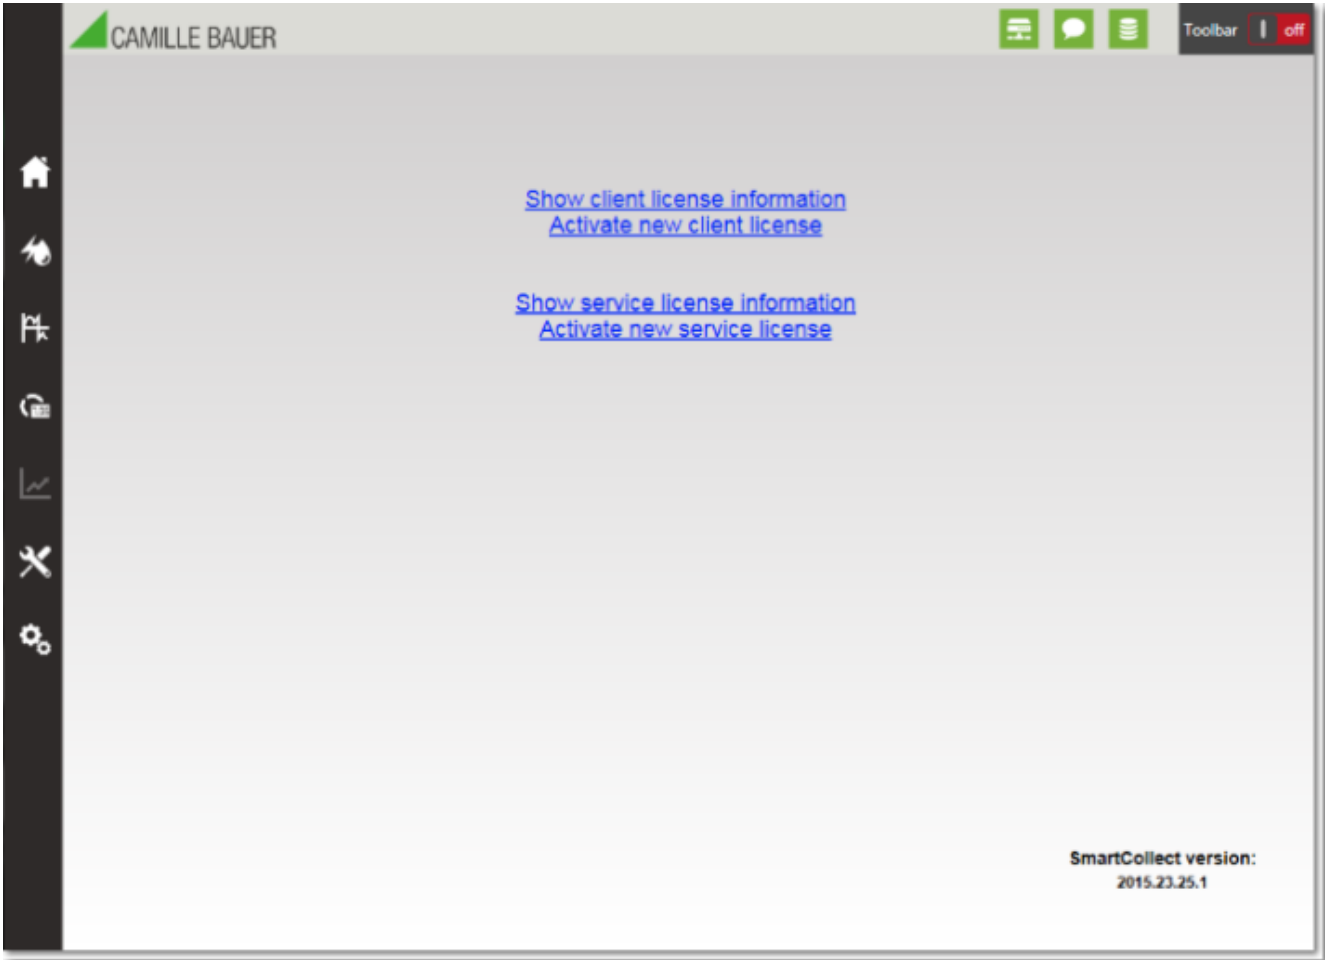 CAMILLE BAUER
Toolbar off
Show client license information
Activate new client license
Show service license information
Activate new service license
SmartCollect version:
2015.23.25.1